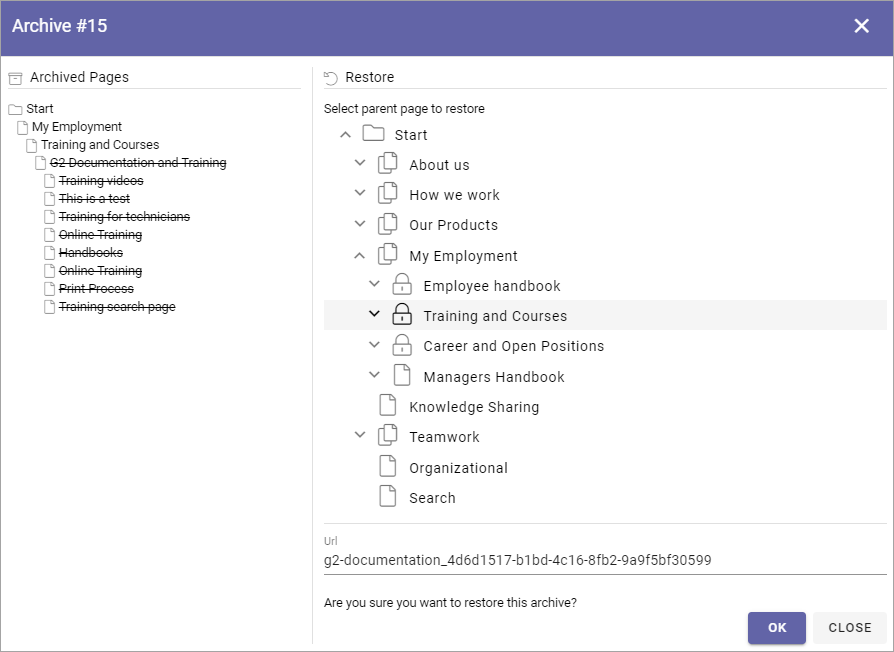 Archive #15
Archived Pages
Start
My Employment
Training and Courses
G2 Documentation and Training
Training videos
This is a test
Training for technicians
Online Training
Handbooks
Online Training
Print Process
Training search page
Restore
Select parent page to restore
Start
About us
How we work
Our Products
My Employment
Employee handbook
Training and Courses
Career and Open Positions
Managers Handbook
Knowledge Sharing
Teamwork
Organizational
Search
Url
g2-documentation_4d6d1517-b1bd-4c16-8fb2-9a9f5bf30599
Are you sure you want to restore this archive?
OK
CLOSE